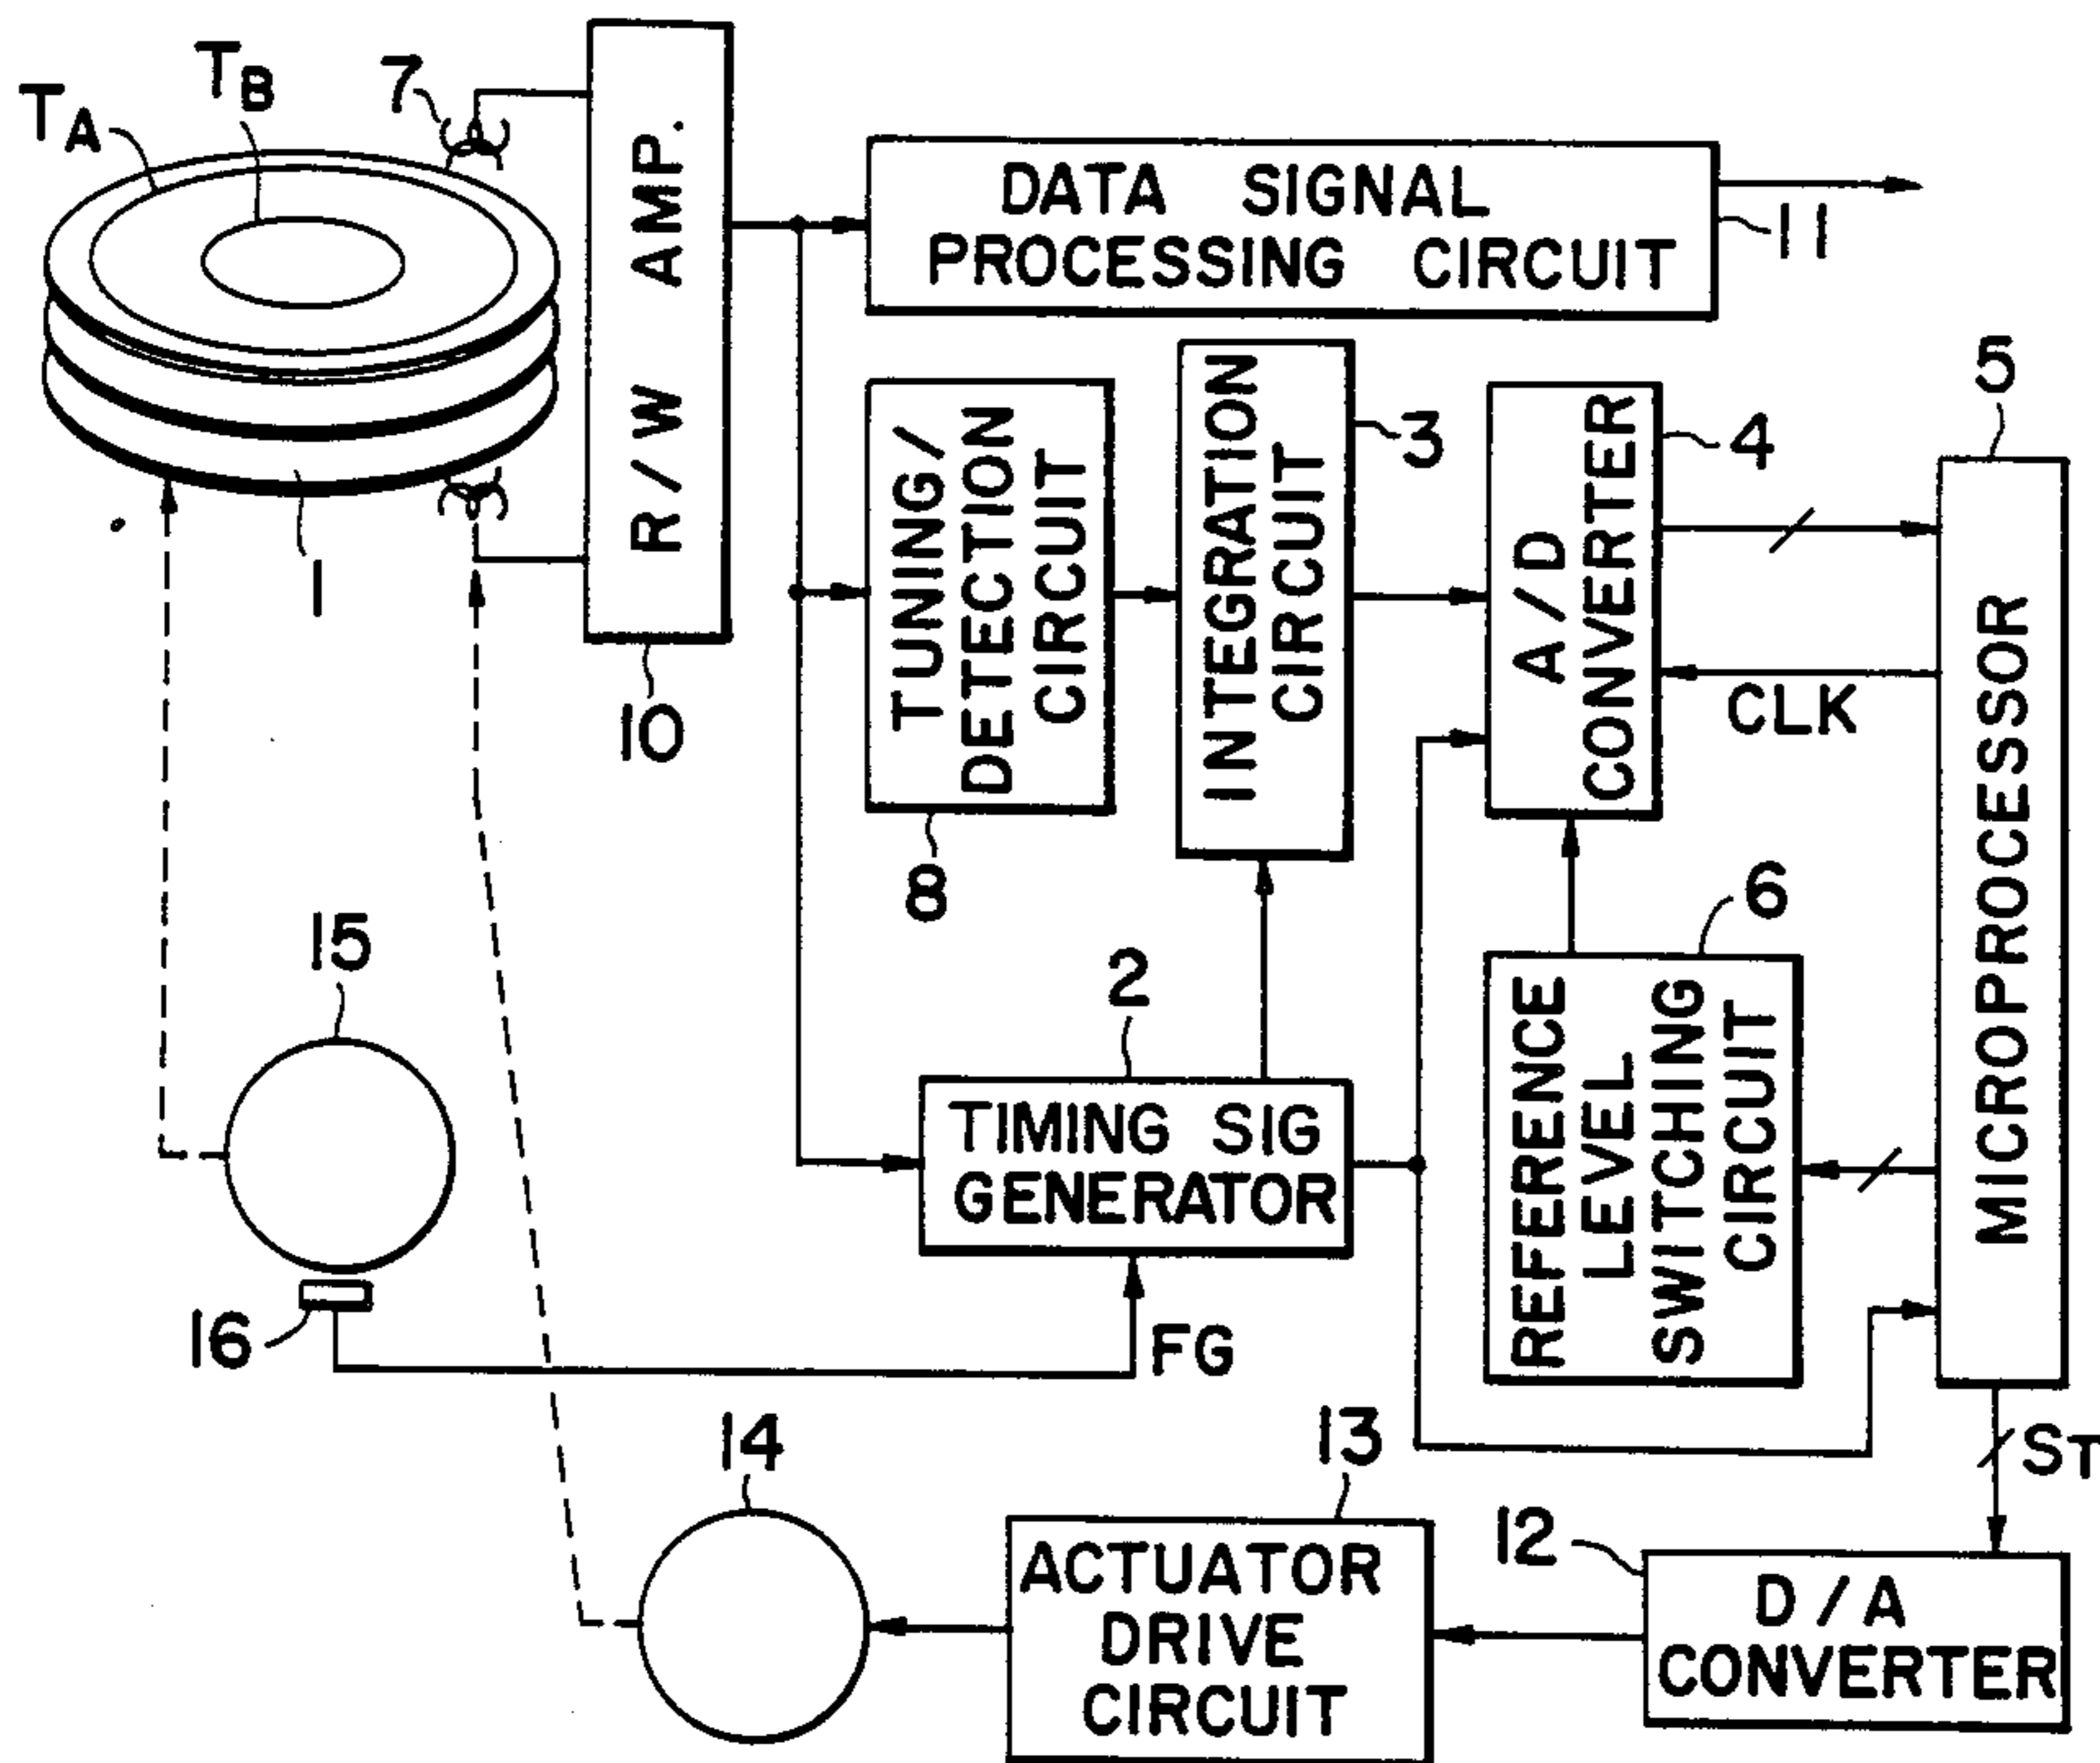 TA
TB
7
R/W AMP.
10
1
DATA SIGNAL
PROCESSING CIRCUIT
11
TUNING/
DETECTION
CIRCUIT
8
INTEGRATION
CIRCUIT
3
A/D
CONVERTER
4
5
MICROPROCESSOR
CLK
6
REFERENCE
LEVEL
SWITCHING
CIRCUIT
2
TIMING SIG
GENERATOR
15
16
FG
14
13
ACTUATOR
DRIVE
CIRCUIT
12
D/A
CONVERTER
ST